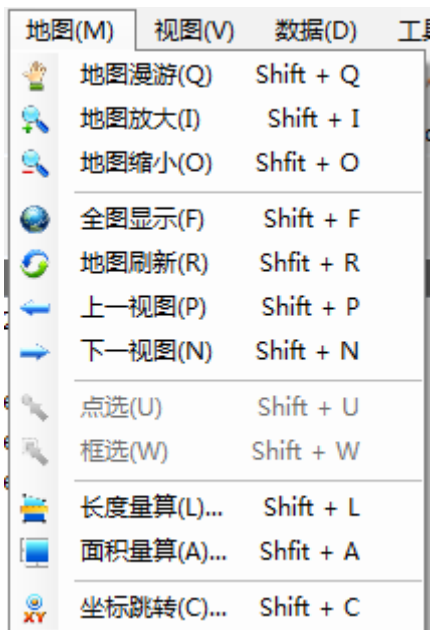 地图(M) 视图(V) 数据(D)
地图漫游(Q) Shift + Q
地图放大(I) Shift + I
地图缩小(O) Shfit + O
全图显示(F) Shift + F
地图刷新(R) Shfit + R
上一视图(P) Shift + P
下一视图(N) Shift + N
点选(U) Shift + U
框选(W) Shift + W
长度量算(L)... Shift + L
面积量算(A)... Shfit + A
坐标跳转(C)... Shift + C